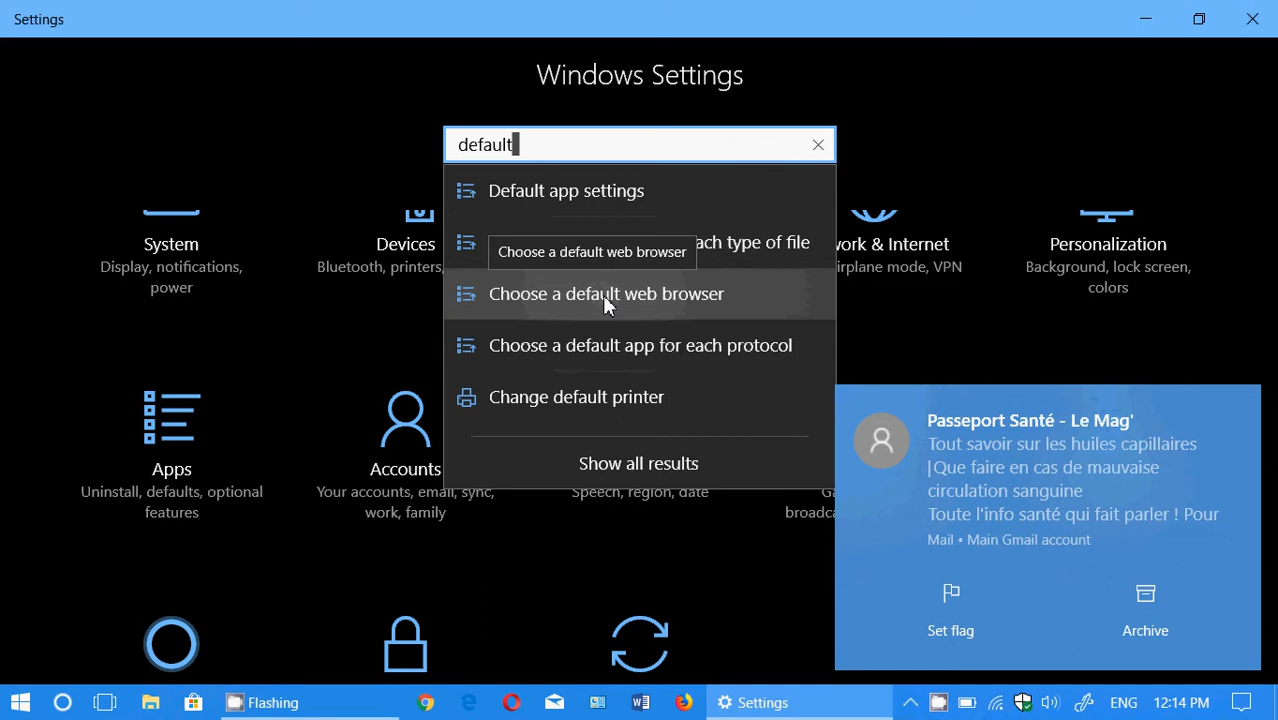 Settings
Windows Settings
default
Default app settings
ach type of file
Choose a default web browser
Choose a default web browser
Choose a default app for each protocol
Change default printer
Show all results
System
Display, notifications,
power
Devices
Bluetooth, printers,
ork & Internet
irplane mode, VPN
Personalization
Background, lock screen,
colors
Apps
Uninstall, defaults, optional
features
Accounts
Your accounts, email, sync,
work, family
Speech, region, date
Ga
broadca
Passeport Santé - Le Mag'
Tout savoir sur les huiles capillaires
|Que faire en cas de mauvaise
circulation sanguine
Toute l'info santé qui fait parler ! Pour
Mail • Main Gmail account
Set flag
Archive
Flashing
Settings
ENG
12:14 PM